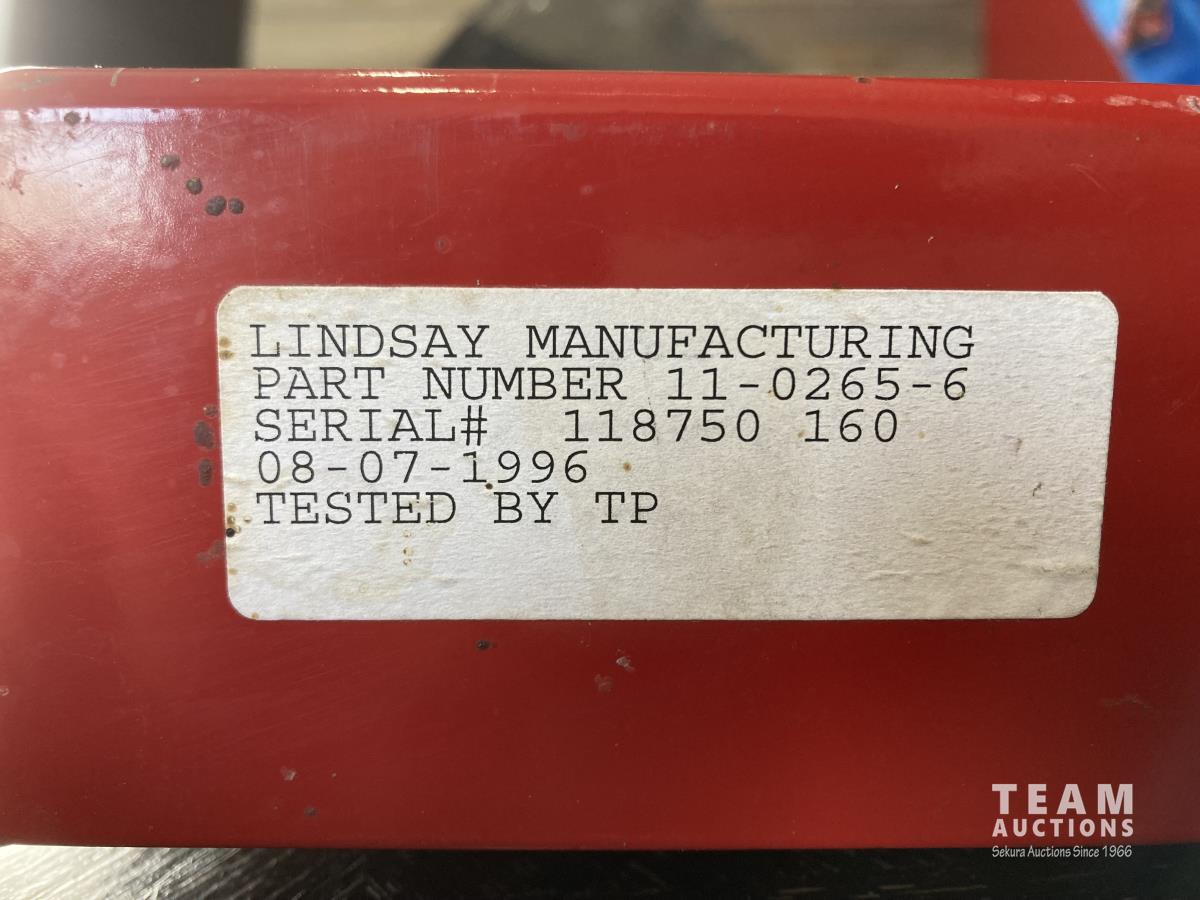 LINDSAY MANUFACTURING
PART NUMBER 11-0265-6
SERIAL# 118750 160
08-07-1996
TESTED BY TP
TEAM
AUCTIONS
Sekura Auctions Since 1966